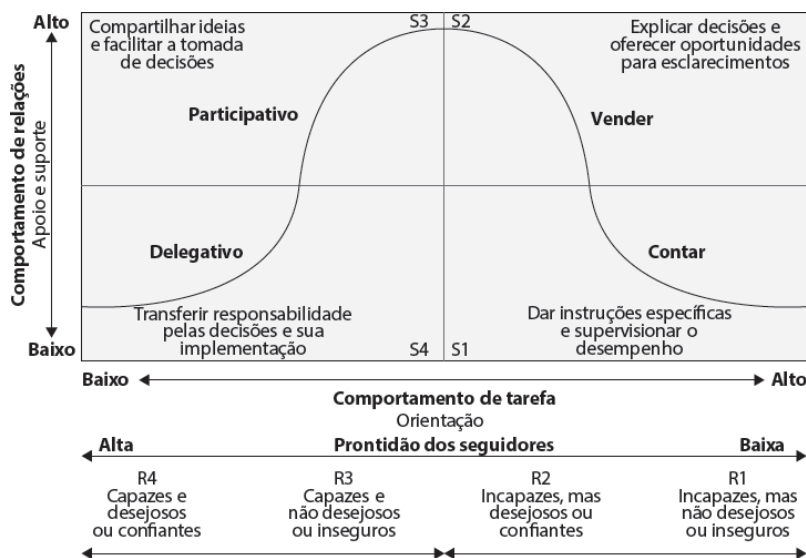 Alto
Compartilhar ideias
e facilitar a tomada
de decisões
S3
S2
Explicar decisões e
oferecer oportunidades
para esclarecimentos
Participativo
Vender
Comportamento de relações
Apoio e suporte
Delegativo
Contar
Transferir responsabilidade
pelas decisões e sua
implementação
Dar instruções específicas
e supervisionar o
desempenho
S4
S1
Baixo
Baixo
Alto
Comportamento de tarefa
Orientação
Alta
Prontidão dos seguidores
Baixa
R4
Capazes e
desejosos
ou confiantes
R3
Capazes e
não desejosos
ou inseguros
R2
Incapazes, mas
desejosos ou
confiantes
R1
Incapazes, mas
não desejosos
ou inseguros